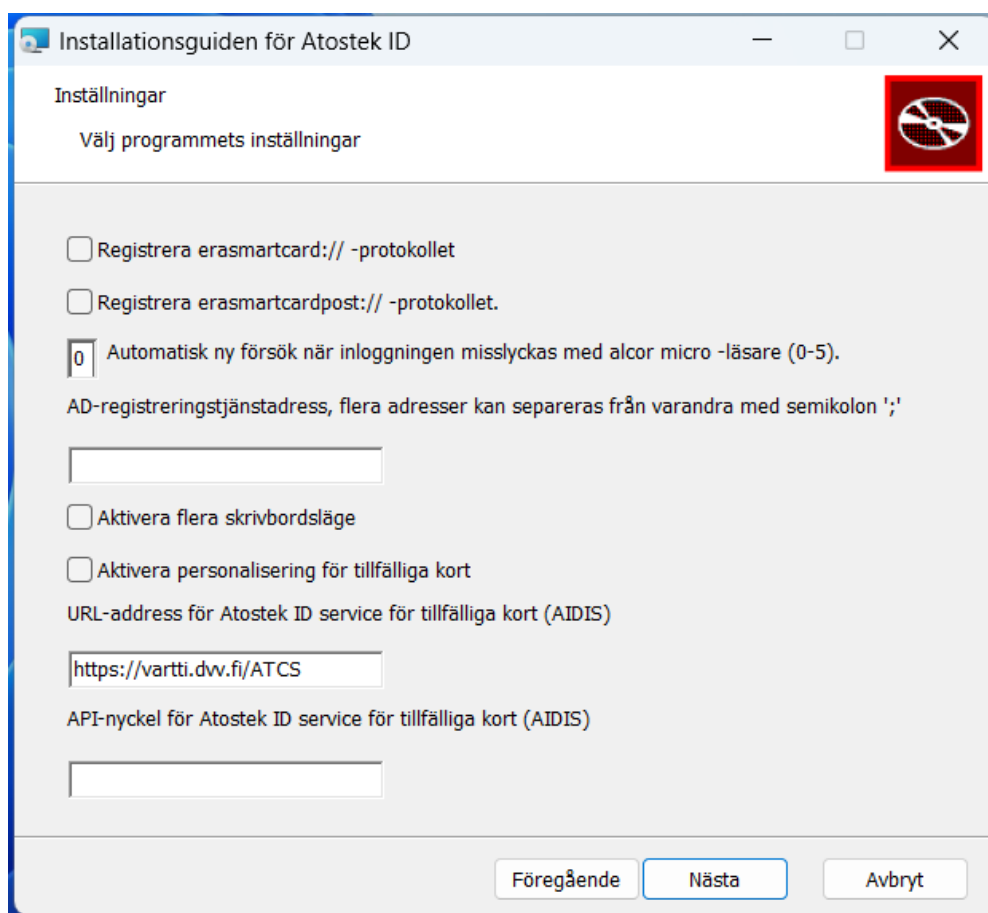 Installationsguiden för Atostek ID
Inställningar
Välj programmets inställningar
Registrera erasmartcard:// -protokollet
Registrera erasmartcardpost:// -protokollet.
0 Automatisk ny försök när inloggningen misslyckas med alcor micro -läsare (0-5).
AD-registreringstjänstadress, flera adresser kan separeras från varandra med semikolon ';'
Aktivera flera skrivbordsläge
Aktivera personalisering för tillfälliga kort
URL-address för Atostek ID service för tillfälliga kort (AIDIS)
https://vartti.dvv.fi/ATCS
API-nyckel för Atostek ID service för tillfälliga kort (AIDIS)
Föregående Nästa Avbryt